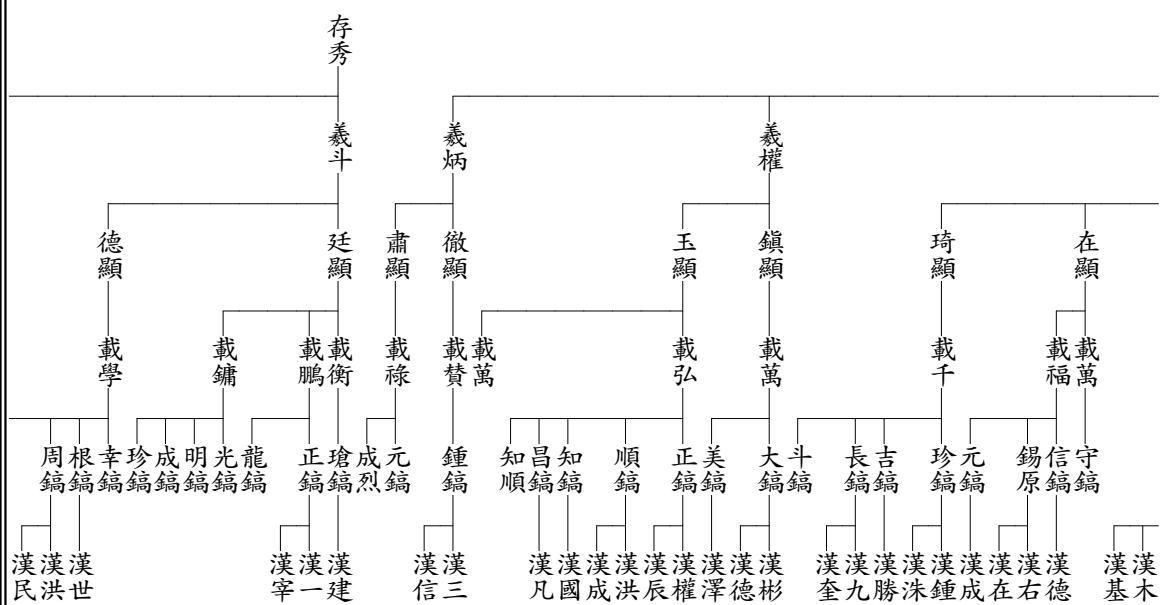 存秀
羲權
羲炳
羲斗
在顯
琦顯
鎭顯
玉顯
徹顯
肅顯
廷顯
德顯
載萬
載福
載千
載萬
載弘
載萬
載賛
載祿
載衡
載鵬
載鏞
載學
守鎬
信鎬
錫原
元鎬
珍鎬
吉鎬
長鎬
斗鎬
大鎬
美鎬
正鎬
順鎬
知鎬
昌鎬
知順
鍾鎬
元鎬
成烈
瑲鎬
正鎬
龍鎬
光鎬
明鎬
成鎬
珍鎬
幸鎬
根鎬
周鎬
漢木
漢基
漢德
漢右
漢在
漢成
漢鍾
漢洙
漢勝
漢九
漢奎
漢彬
漢德
漢澤
漢權
漢辰
漢洪
漢成
漢國
漢凡
漢三
漢信
漢建
漢一
漢宰
漢世
漢洪
漢民